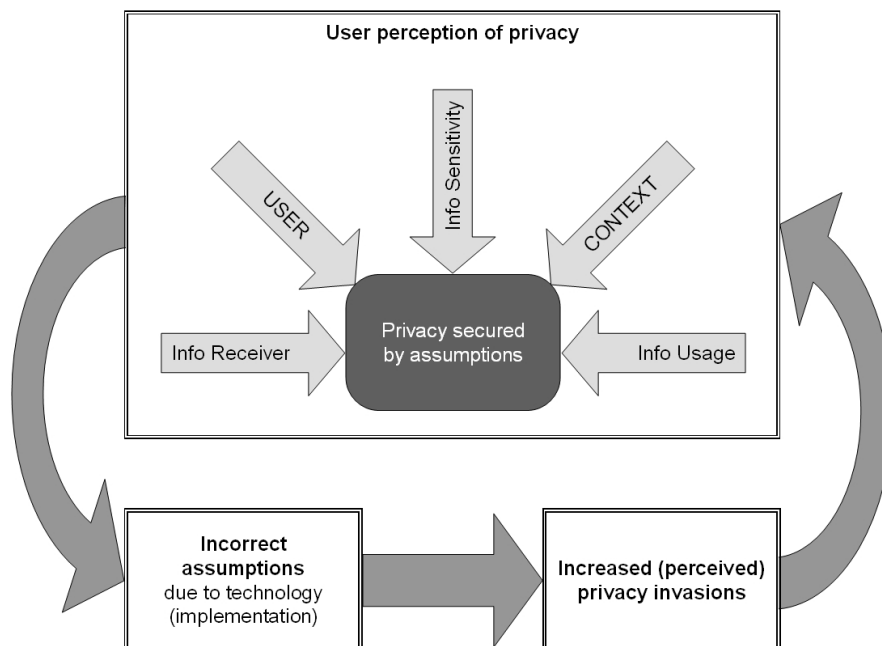 User perception of privacy
Info Sensitivity
USER
CONTEXT
Privacy secured
by assumptions
Info Receiver
Info Usage
Incorrect
assumptions
due to technology
(implementation)
Increased (perceived)
privacy invasions